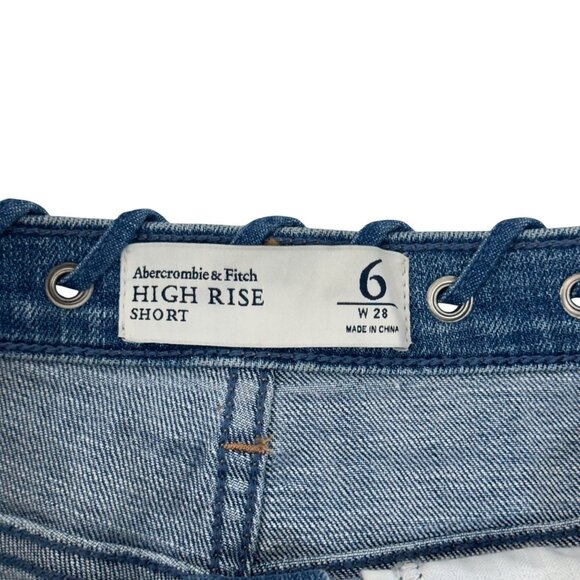 Abercrombie & Fitch
HIGH RISE
SHORT
6
W 28
MADE IN CHINA